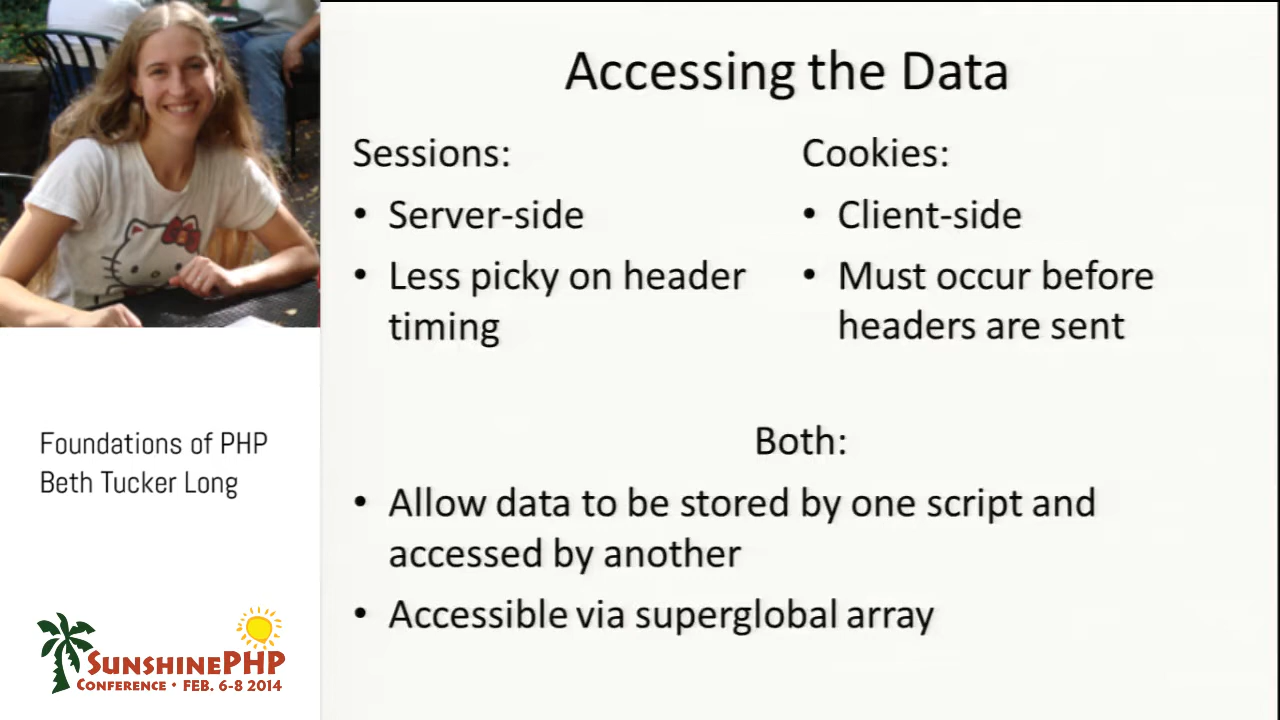 Accessing the Data
Sessions:
• Server-side
• Less picky on header
timing
Cookies:
• Client-side
• Must occur before
headers are sent
Both:
• Allow data to be stored by one script and
accessed by another
• Accessible via superglobal array
Foundations of PHP
Beth Tucker Long
SUNSHINEPHP
CONFERENCE • FEB. 6-8 2014